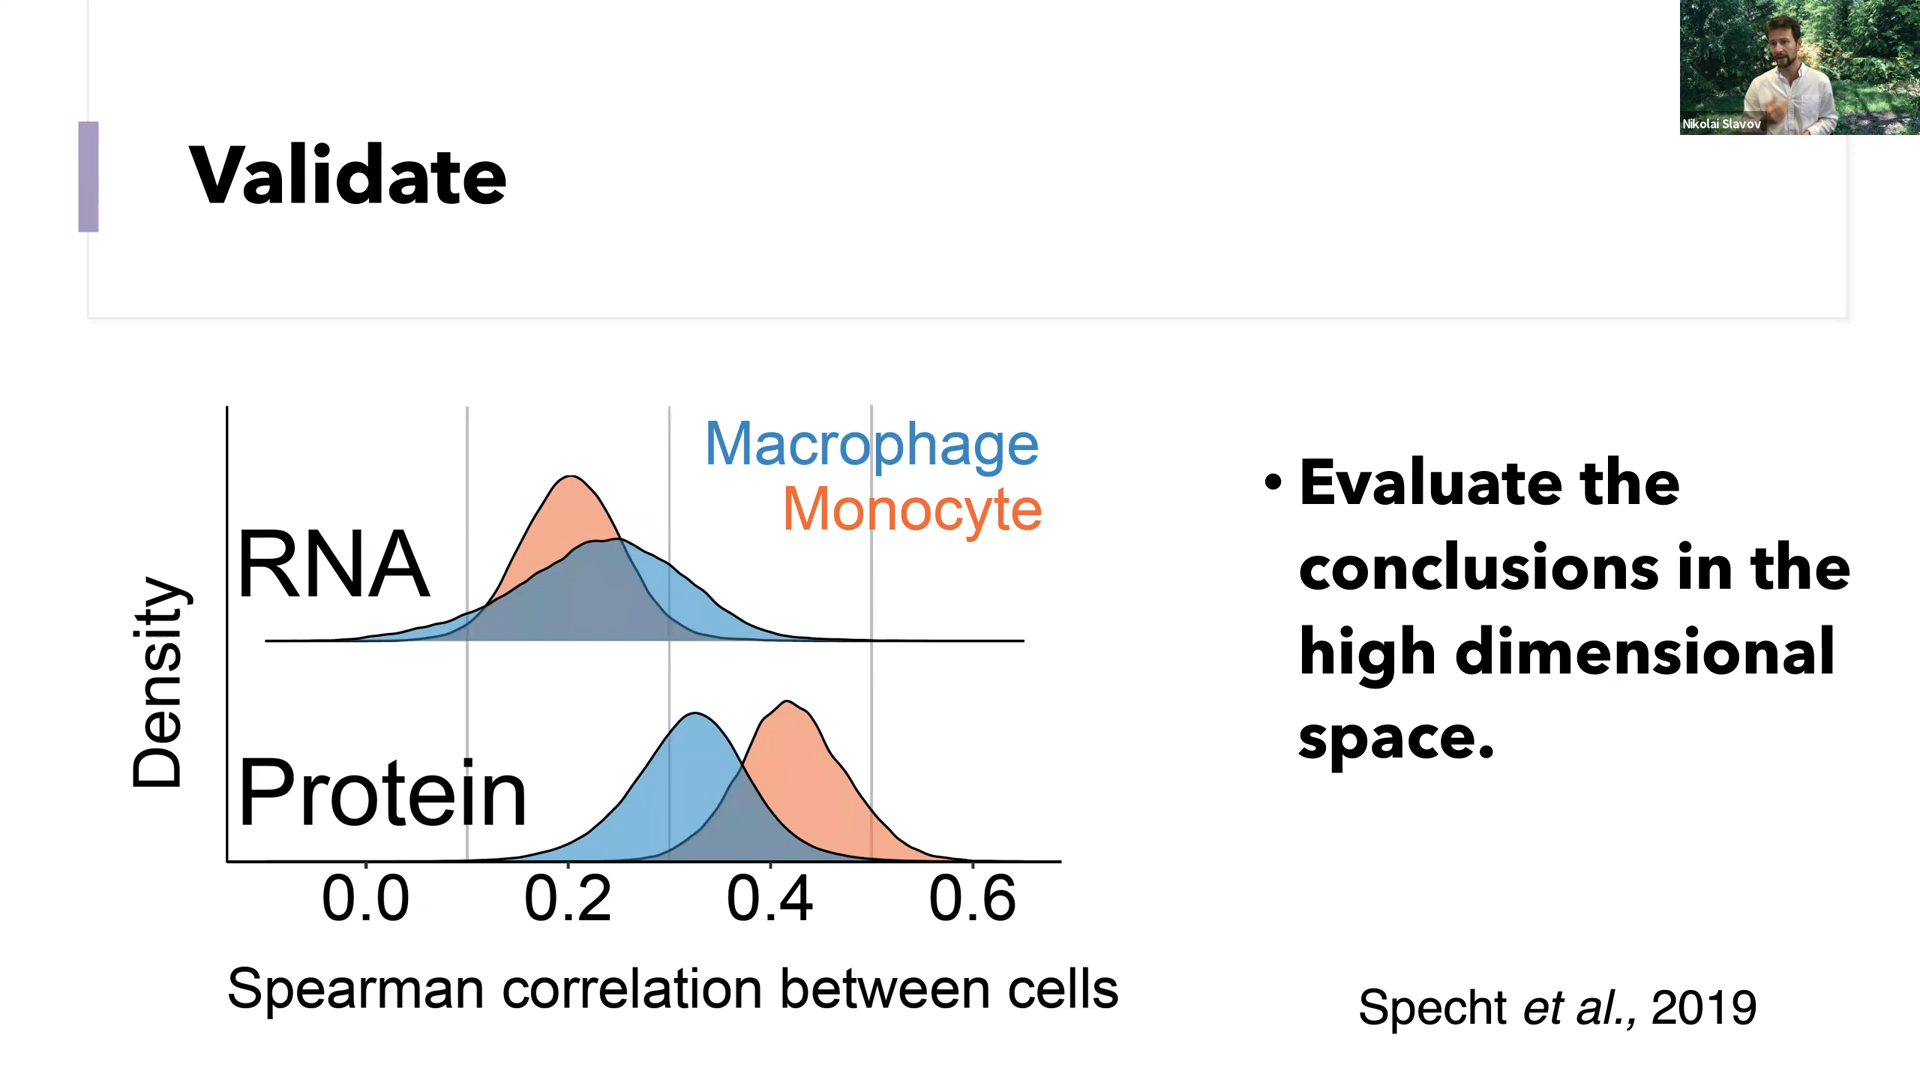 Nikolai Slavov
Validate
Macrophage
Monocyte
RNA
Protein
Density
0.0 0.2 0.4 0.6
Spearman correlation between cells
• Evaluate the
conclusions in the
high dimensional
space.
Specht et al., 2019